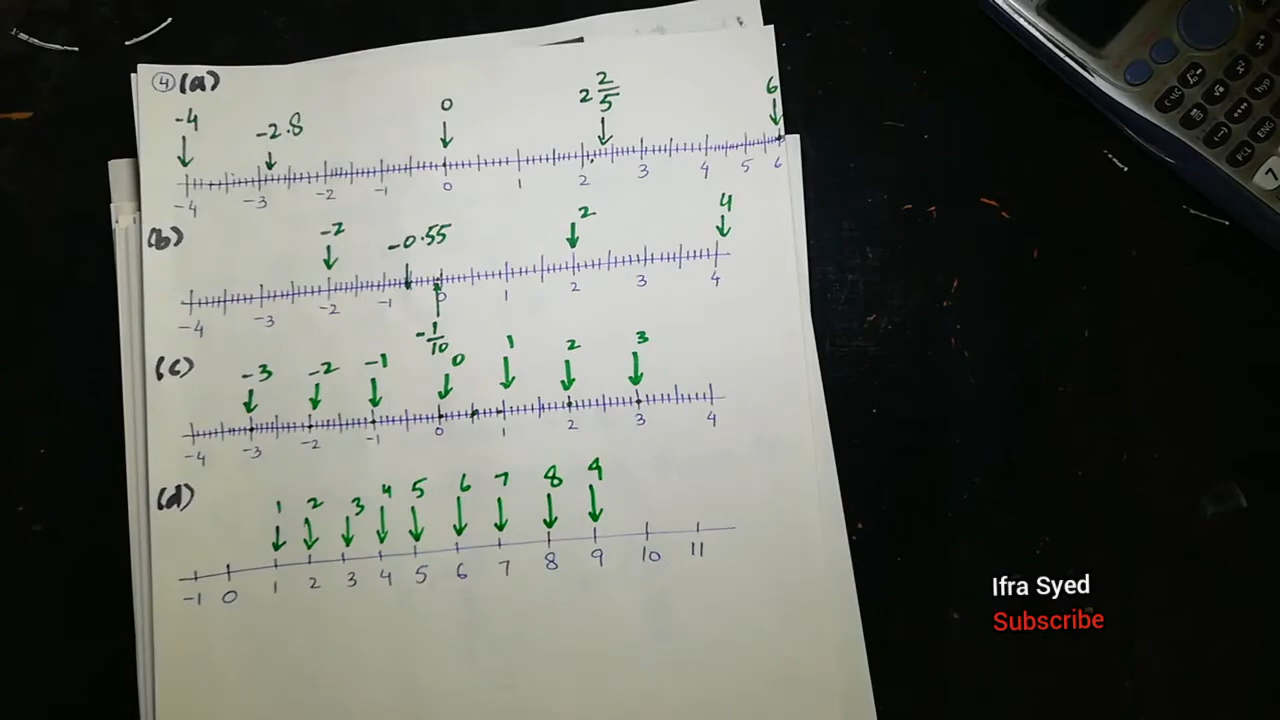 ④ (a)
-4 -2.8 0 2 2/5 6
-4 -3 -2 -1 0 1 2 3 4 5 6
(b)
-2 -0.55 2 4
-4 -3 -2 -1 0 1 2 3 4
-1/10
(c)
-3 -2 -1 0 1 2 3
-4 -3 -2 -1 0 1 2 3 4
(d)
1 2 3 4 5 6 7 8 9
-1 0 1 2 3 4 5 6 7 8 9 10 11
Ifra Syed
Subscribe
CALC
hyp
ENG
7